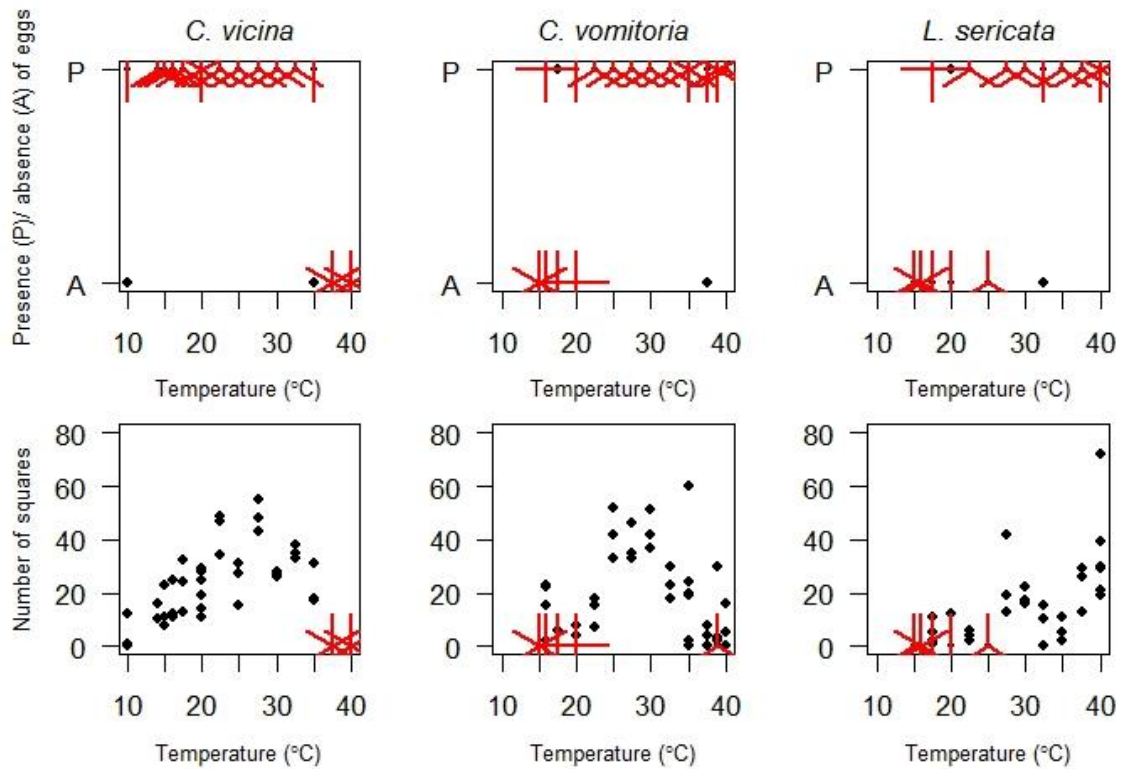 C. vicina C. vomitoria L. sericata
Presence (P)/ absence (A) of eggs
P P P
A A A
10 20 30 40 10 20 30 40 10 20 30 40
Temperature (°C) Temperature (°C) Temperature (°C)
Number of squares
80 80 80
60 60 60
40 40 40
20 20 20
0 0 0
10 20 30 40 10 20 30 40 10 20 30 40
Temperature (°C) Temperature (°C) Temperature (°C)